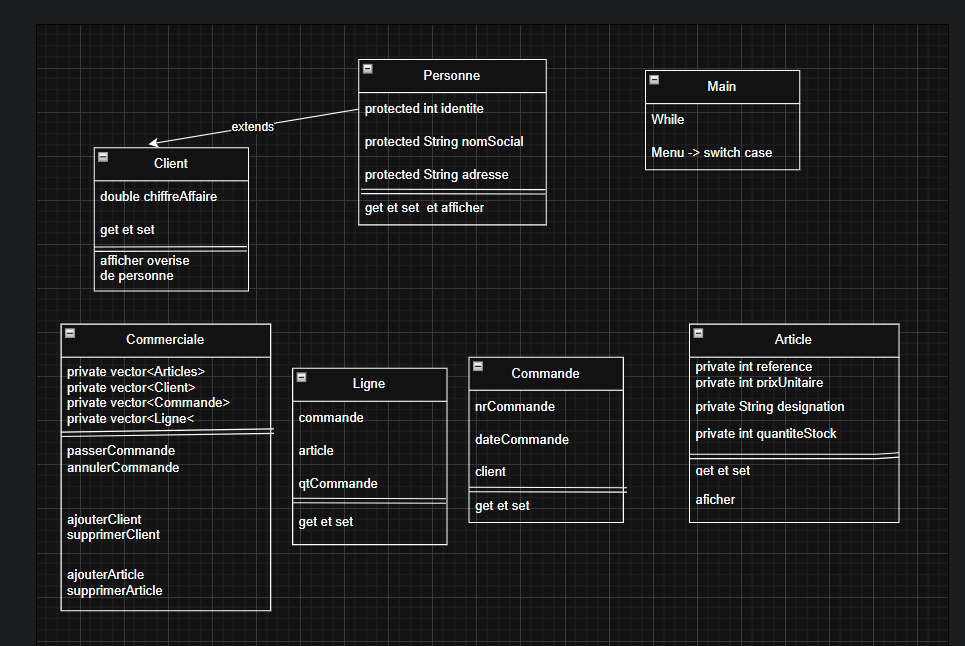 Personne
protected int identite
protected String nomSocial
protected String adresse
get et set et afficher
Main
While
Menu -> switch case
extends
Client
double chiffreAffaire
get et set
afficher overise
de personne
Commerciale
private vector<Articles>
private vector<Client>
private vector<Commande>
private vector<Ligne<
passerCommande
annulerCommande
ajouterClient
supprimerClient
ajouterArticle
supprimerArticle
Ligne
commande
article
qtCommande
get et set
Commande
nrCommande
dateCommande
client
get et set
Article
private int reference
private int prixUnitaire
private String designation
private int quantiteStock
get et set
aficher